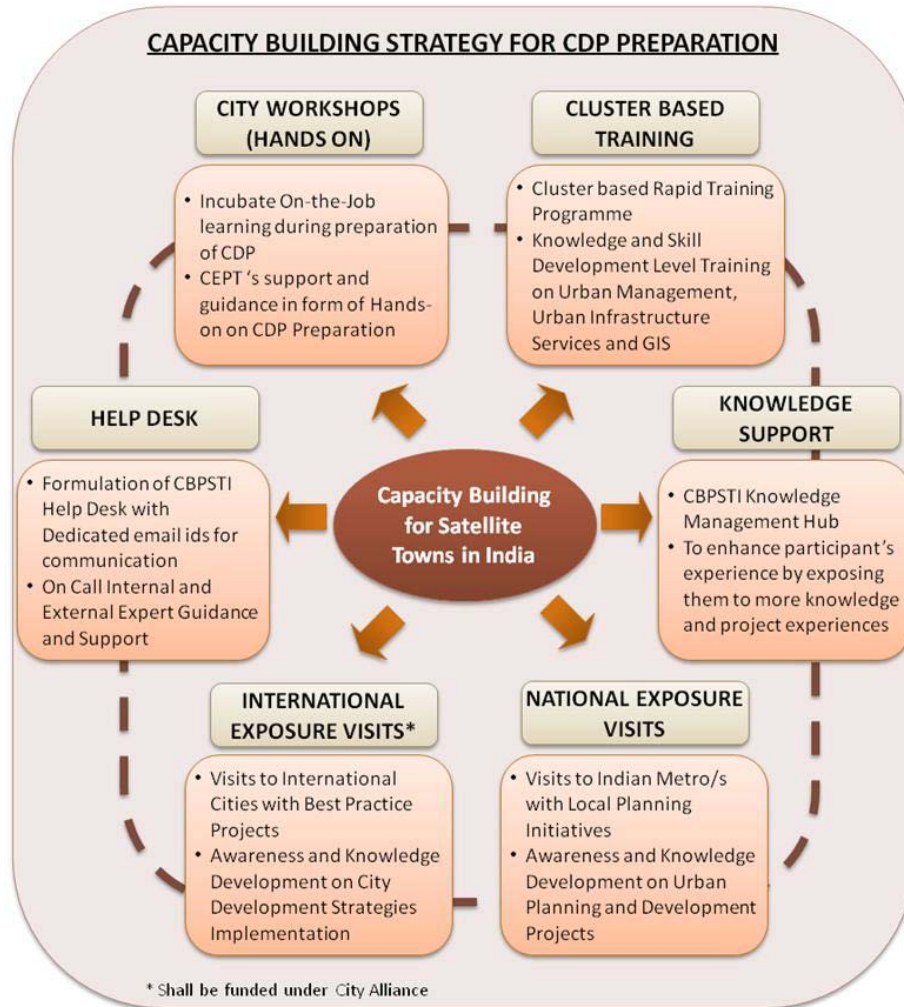 CAPACITY BUILDING STRATEGY FOR CDP PREPARATION
CITY WORKSHOPS
(HANDS ON)
• Incubate On-the-Job
learning during preparation
of CDP
• CEPT ‘s support and
guidance in form of Hands-
on on CDP Preparation
CLUSTER BASED
TRAINING
• Cluster based Rapid Training
Programme
• Knowledge and Skill
Development Level Training
on Urban Management,
Urban Infrastructure
Services and GIS
HELP DESK
• Formulation of CBPSTI
Help Desk with
Dedicated email ids for
communication
• On Call Internal and
External Expert Guidance
and Support
Capacity Building
for Satellite
Towns in India
KNOWLEDGE
SUPPORT
• CBPSTI Knowledge
Management Hub
• To enhance participant’s
experience by exposing
them to more knowledge
and project experiences
INTERNATIONAL
EXPOSURE VISITS*
• Visits to International
Cities with Best Practice
Projects
• Awareness and Knowledge
Development on City
Development Strategies
Implementation
NATIONAL EXPOSURE
VISITS
• Visits to Indian Metro/s
with Local Planning
Initiatives
• Awareness and Knowledge
Development on Urban
Planning and Development
Projects
* Shall be funded under City Alliance